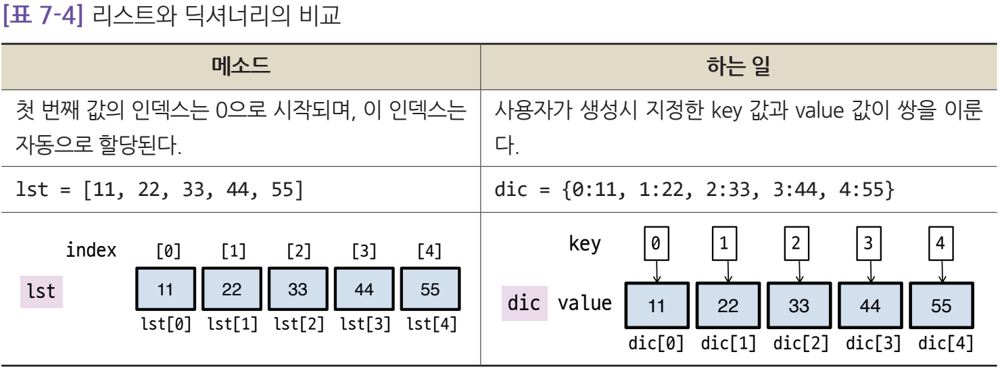 [표 7-4] 리스트와 딕셔너리의 비교
메소드
하는 일
첫 번째 값의 인덱스는 0으로 시작되며, 이 인덱스는
자동으로 할당된다.
사용자가 생성시 지정한 key 값과 value 값이 쌍을 이룬
다.
lst = [11, 22, 33, 44, 55]
dic = {0:11, 1:22, 2:33, 3:44, 4:55}
index [0] [1] [2] [3] [4]
lst 11 22 33 44 55
lst[0] lst[1] lst[2] lst[3] lst[4]
key 0 1 2 3 4
dic value 11 22 33 44 55
dic[0] dic[1] dic[2] dic[3] dic[4]